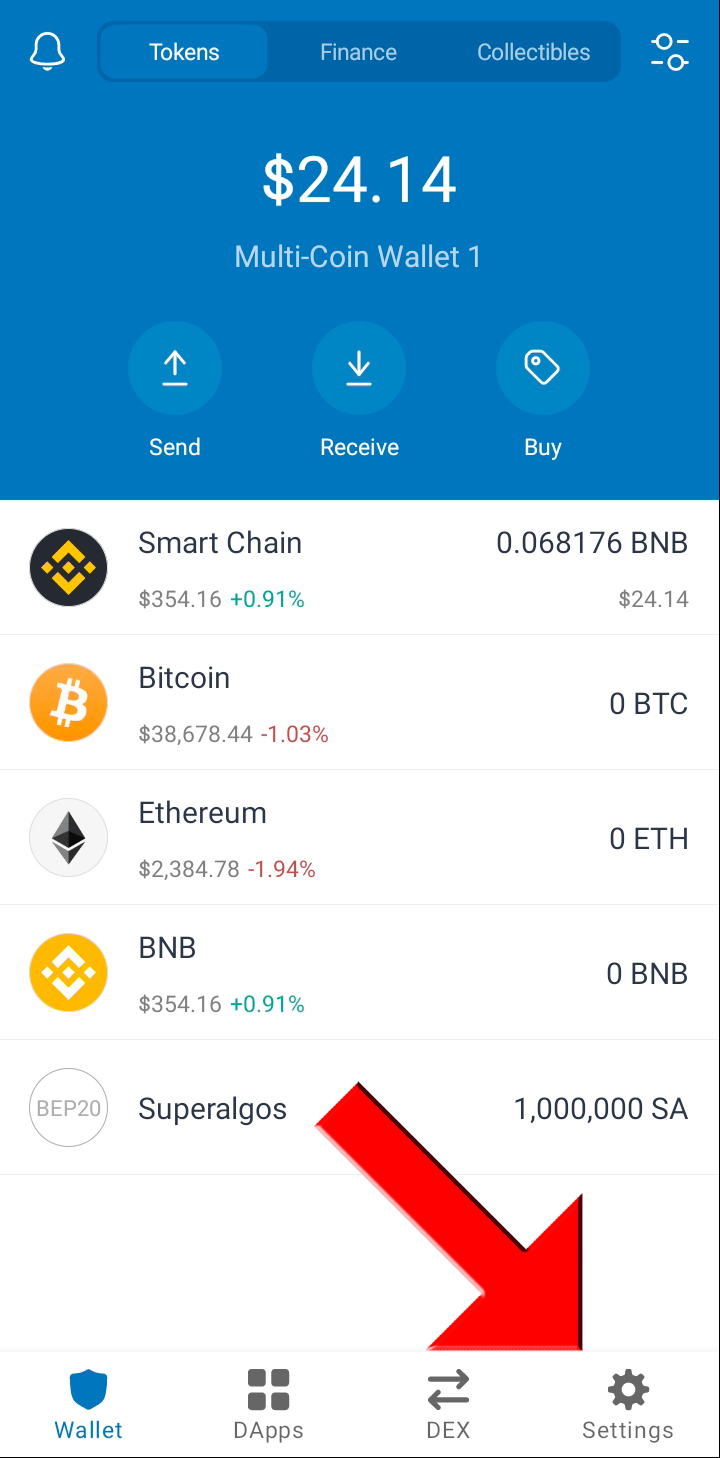 Tokens Finance Collectibles
$24.14
Multi-Coin Wallet 1
Send Receive Buy
Smart Chain 0.068176 BNB
$354.16 +0.91% $24.14
Bitcoin
0 BTC
$38,678.44 -1.03%
Ethereum
0 ETH
$2,384.78 -1.94%
BNB
0 BNB
$354.16 +0.91%
BEP20 Superalgos 1,000,000 SA
Wallet DApps DEX Settings